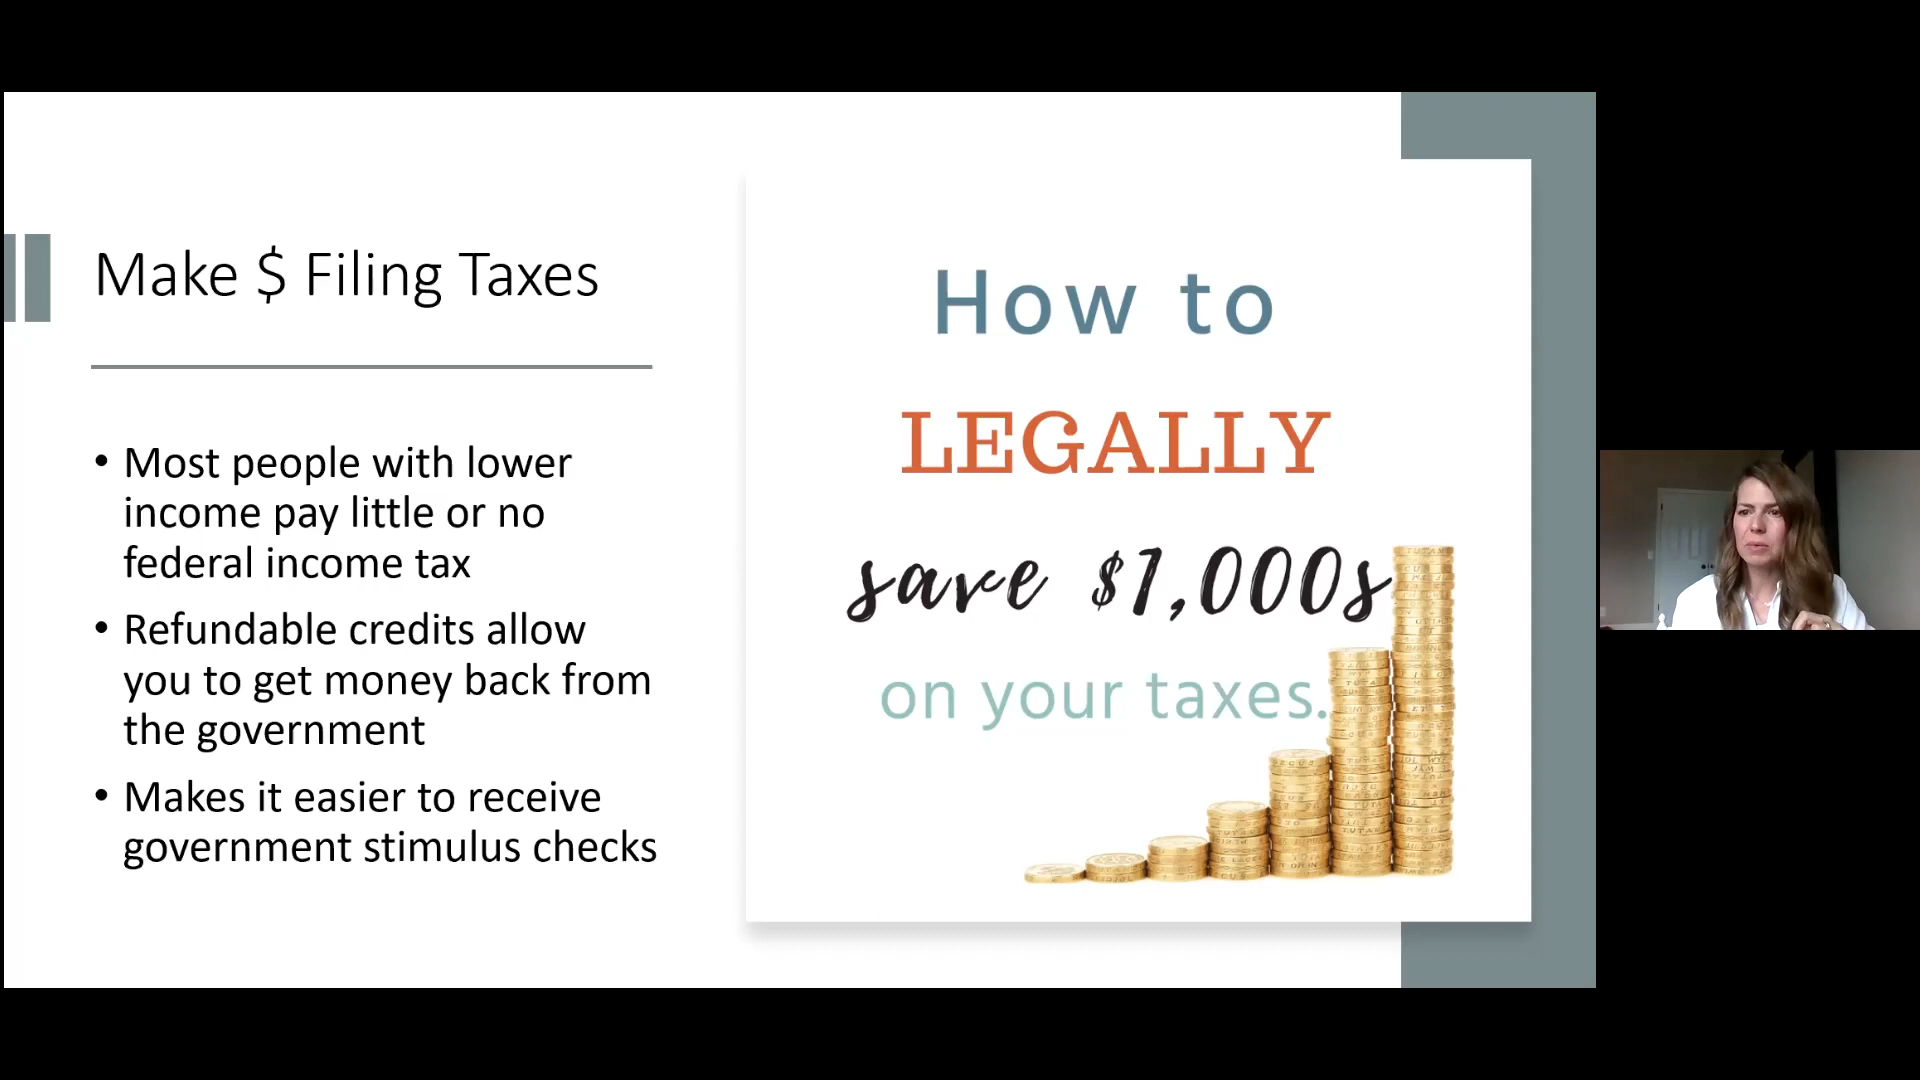 Make $ Filing Taxes
• Most people with lower
income pay little or no
federal income tax
• Refundable credits allow
you to get money back from
the government
• Makes it easier to receive
government stimulus checks
How to
LEGALLY
save $1,000s
on your taxes.